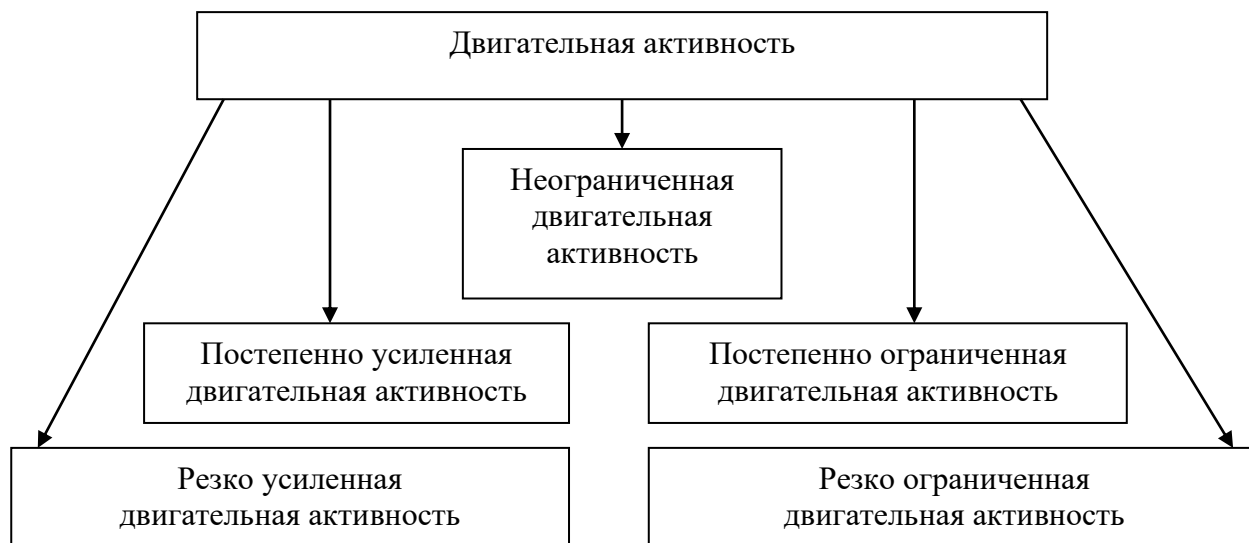 Двигательная активность
Неограниченная
двигательная
активность
Постепенно усиленная
двигательная активность
Постепенно ограниченная
двигательная активность
Резко усиленная
двигательная активность
Резко ограниченная
двигательная активность